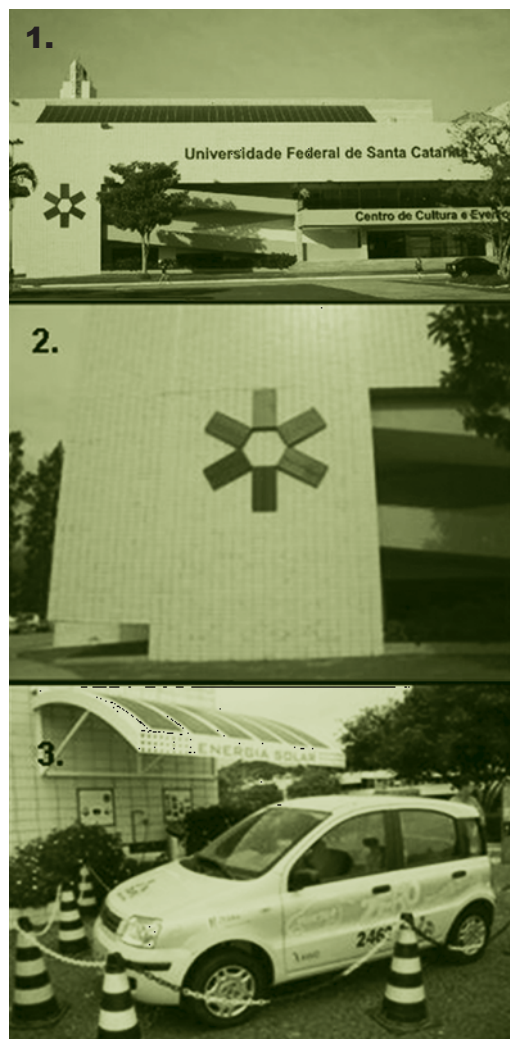 1.
Universidade Federal de Santa Catarina
Centro de Cultura e Eventos
2.
3.
ENERGIA SOLAR